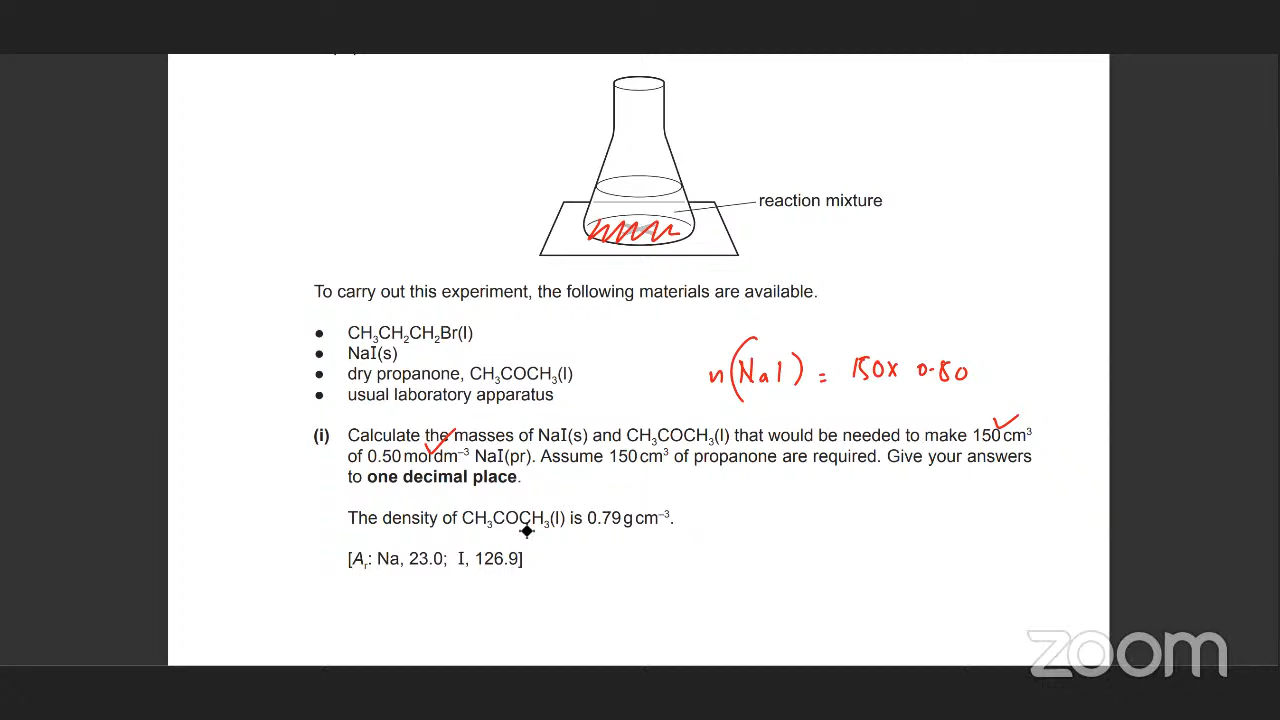 reaction mixture
To carry out this experiment, the following materials are available.
● CH₃CH₂CH₂Br(l)
● NaI(s)
● dry propanone, CH₃COCH₃(l)
● usual laboratory apparatus
n(NaI) = 150 x 0.50
(i) Calculate the masses of NaI(s) and CH₃COCH₃(l) that would be needed to make 150 cm³
of 0.50 mol dm⁻³ NaI(pr). Assume 150 cm³ of propanone are required. Give your answers
to one decimal place.
The density of CH₃COCH₃(l) is 0.79 g cm⁻³.
[Aᵣ: Na, 23.0; I, 126.9]
zoom